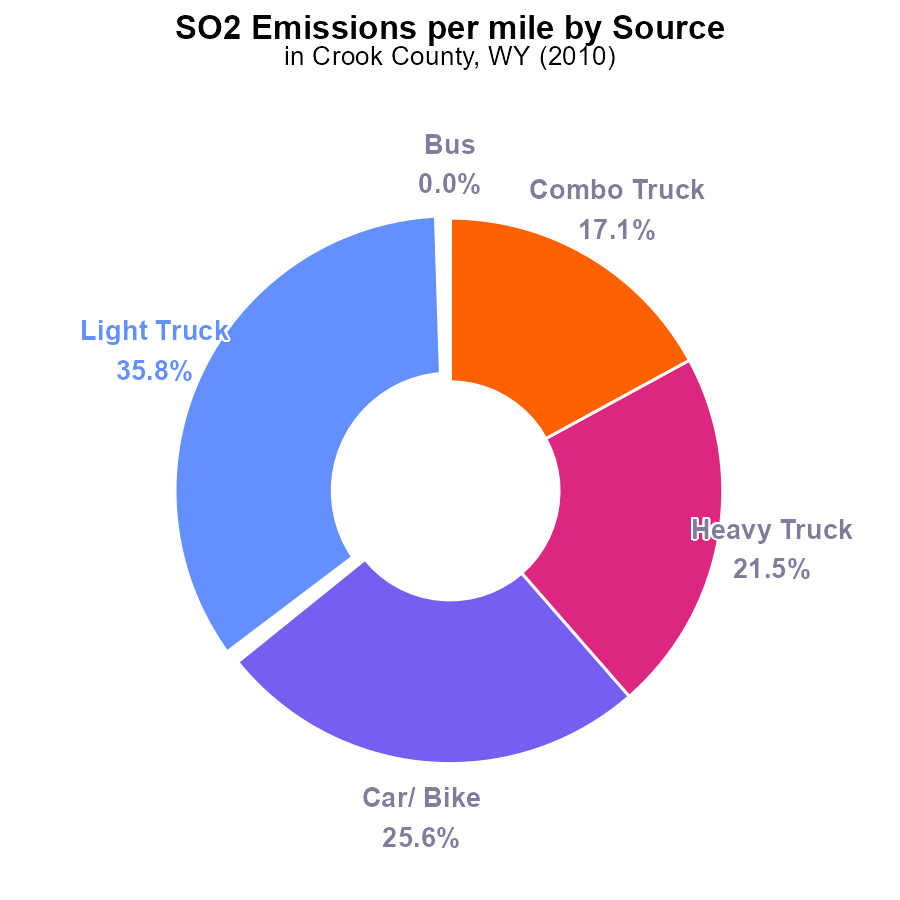 SO2 Emissions per mile by Source
in Crook County, WY (2010)
Bus
0.0%
Combo Truck
17.1%
Light Truck
35.8%
Heavy Truck
21.5%
Car/ Bike
25.6%